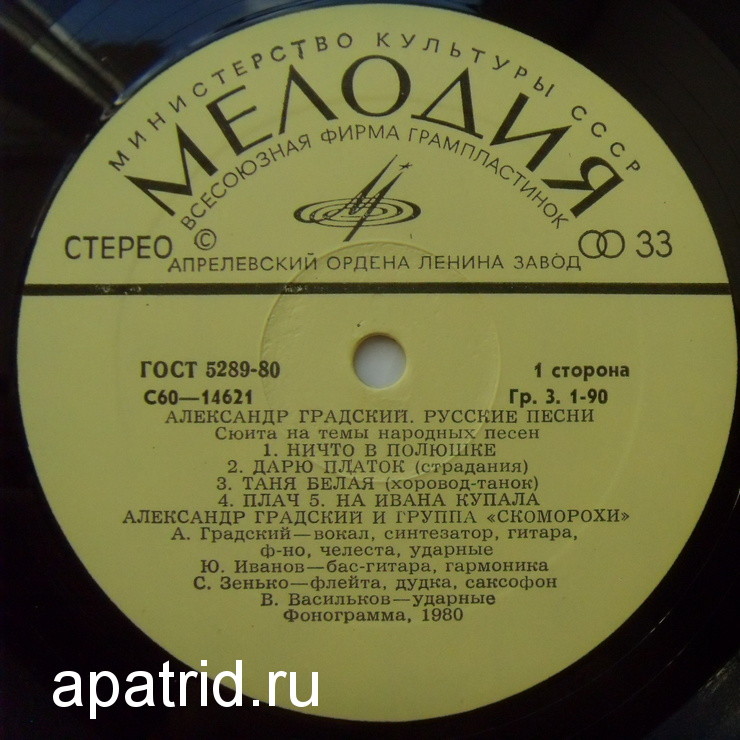 МИНИСТЕРСТВО КУЛЬТУРЫ СССР
МЕЛОДИЯ
ВСЕСОЮЗНАЯ ФИРМА ГРАМПЛАСТИНОК
СТЕРЕО © 33
АПРЕЛЕВСКИЙ ОРДЕНА ЛЕНИНА ЗАВОД
ГОСТ 5289-80 1 сторона
С60—14621 Гр. 3. 1-90
АЛЕКСАНДР ГРАДСКИЙ. РУССКИЕ ПЕСНИ
Сюита на темы народных песен
1. НИЧТО В ПОЛЮШКЕ
2. ДАРЮ ПЛАТОК (страдания)
3. ТАНЯ БЕЛАЯ (хоровод-танок)
4. ПЛАЧ 5. НА ИВАНА КУПАЛА
АЛЕКСАНДР ГРАДСКИЙ И ГРУППА «СКОМОРОХИ»
А. Градский—вокал, синтезатор, гитара,
ф-но, челеста, ударные
Ю. Иванов—бас-гитара, гармоника
С. Зенько—флейта, дудка, саксофон
В. Васильков—ударные
Фонограмма, 1980
apatrid.ru